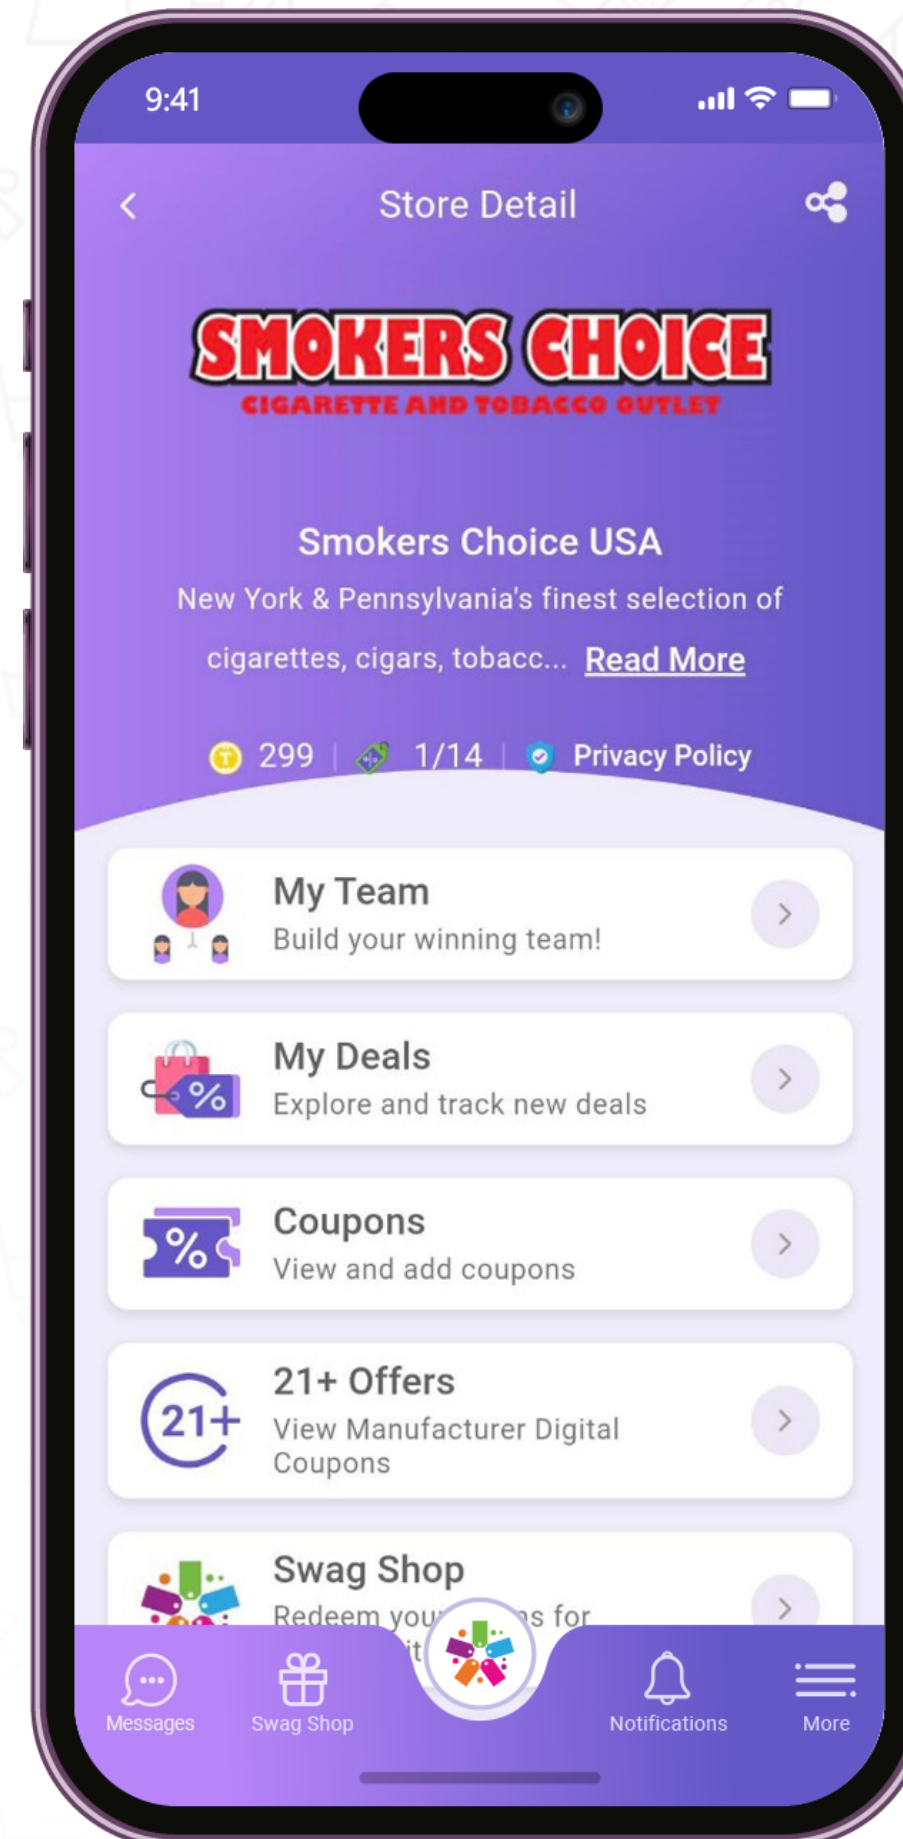 9:41
Store Detail
SMOKERS CHOICE
CIGARETTE AND TOBACCO OUTLET
Smokers Choice USA
New York & Pennsylvania's finest selection of
cigarettes, cigars, tobacc... Read More
299 | 1/14 | Privacy Policy
My Team
Build your winning team!
My Deals
Explore and track new deals
%
Coupons
View and add coupons
%
21+ Offers
21+
View Manufacturer Digital
Coupons
Swag Shop
Redeem for
Messages
Swag Shop
Notifications
More